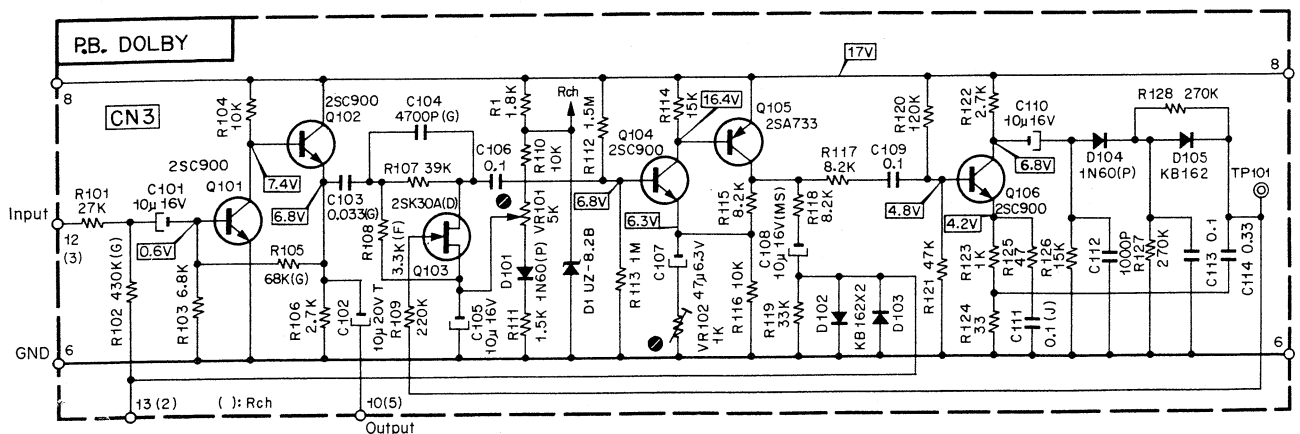 P.B. DOLBY
17V
8
8
CN3
R104
10K
2SC900
Q102
C104
4700P(G)
R1
1.8K
Rch
R114
15K
16.4V
Q105
2SA733
R120
120K
R122
2.7K
C110
10µ16V
R128 270K
2SC900
Q101
7.4V
R107 39K
C106
0.1
R110
10K
R112 1.5M
Q104
2SC900
R117
8.2K
C109
0.1
6.8V
D104
1N60(P)
D105
KB162
TP101
R101
27K
C101
10µ16V
6.8V
C103
0.033(G)
2SK30A(D)
VR101
5K
6.8V
6.3V
R115
8.2K
R118
8.2K
4.8V
Q106
2SC900
4.2V
Input
12
(3)
0.6V
R105
68K(G)
R108
3.3K(F)
Q103
D101
1N60(P)
D1 UZ-8.2B
R113 1M
C107
47µ6.3V
C108
10µ16V(MS)
R121 47K
R123
1K
R125
47
R126
15K
C112
1000P
R127
270K
C113 0.1
C114 0.33
R102 430K(G)
R103 6.8K
R106
2.7K
C102
10µ20V T
R109
220K
C105
10µ16V
R111
1.5K
VR102
1K
R116 10K
R119
33K
D102
KB162X2
D103
R124
33
C111
0.1(J)
GND
6
6
13(2)
( ): Rch
10(5)
Output